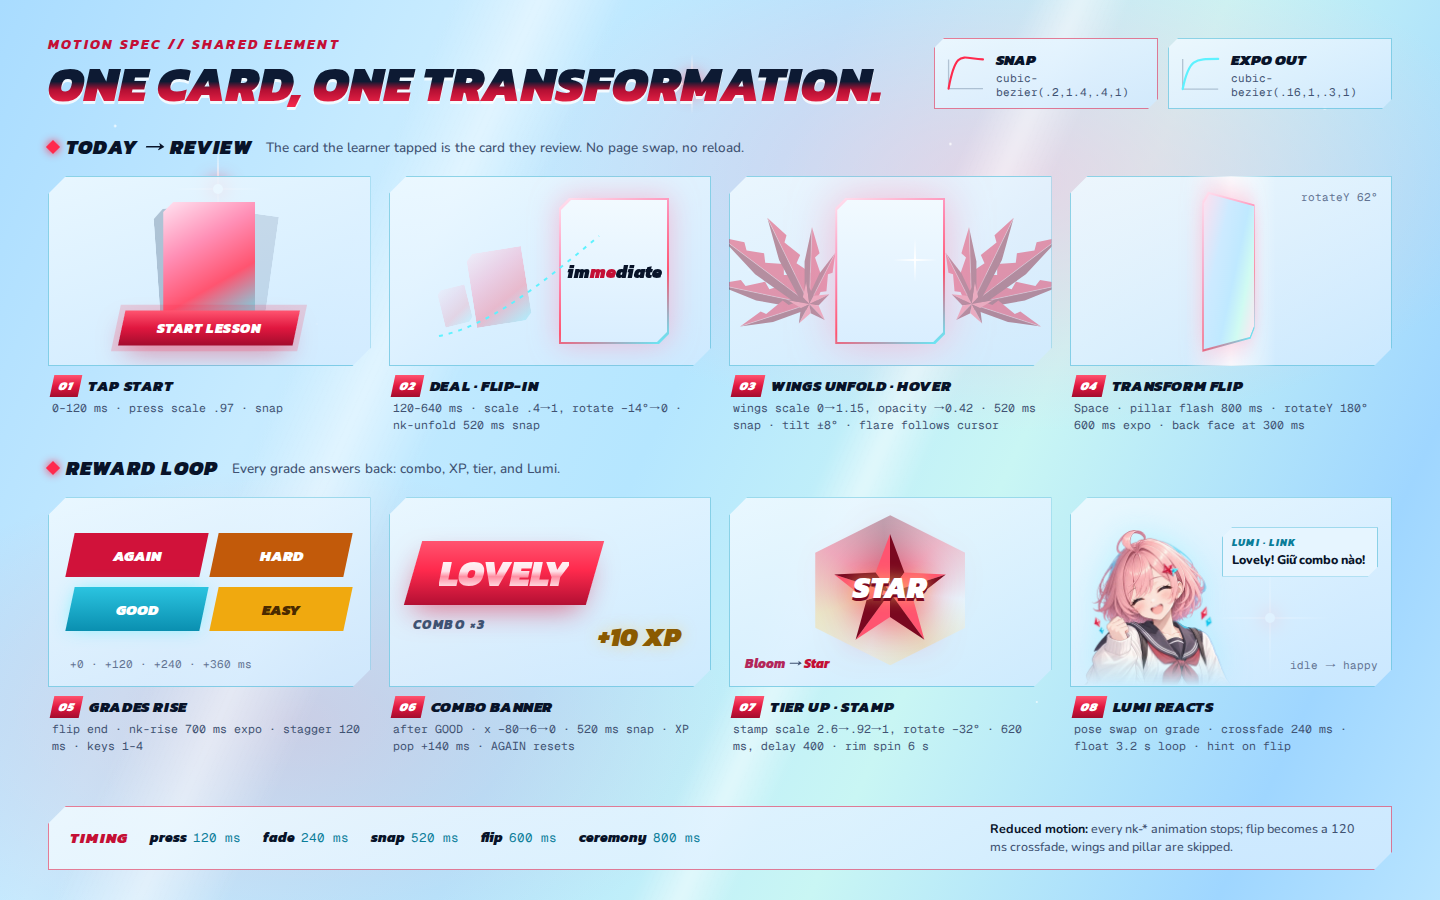 MOTION SPEC // SHARED ELEMENT
ONE CARD, ONE TRANSFORMATION.
SNAP
cubic-
bezier(.2,1.4,.4,1)
EXPO OUT
cubic-
bezier(.16,1,.3,1)
TODAY → REVIEW The card the learner tapped is the card they review. No page swap, no reload.
START LESSON
immediate
rotateY 62°
01 TAP START
0–120 ms · press scale .97 · snap
02 DEAL · FLIP-IN
120–640 ms · scale .4→1, rotate −14°→0 ·
nk-unfold 520 ms snap
03 WINGS UNFOLD · HOVER
wings scale 0→1.15, opacity →0.42 · 520 ms
snap · tilt ±8° · flare follows cursor
04 TRANSFORM FLIP
Space · pillar flash 800 ms · rotateY 180°
600 ms expo · back face at 300 ms
REWARD LOOP Every grade answers back: combo, XP, tier, and Lumi.
AGAIN HARD
GOOD EASY
+0 · +120 · +240 · +360 ms
LOVELY
COMBO ×3
+10 XP
STAR
Bloom → Star
LUMI · LINK
Lovely! Giữ combo nào!
idle → happy
05 GRADES RISE
flip end · nk-rise 700 ms expo · stagger 120
ms · keys 1–4
06 COMBO BANNER
after GOOD · x −80→6→0 · 520 ms snap · XP
pop +140 ms · AGAIN resets
07 TIER UP · STAMP
stamp scale 2.6→.92→1, rotate −32° · 620
ms, delay 400 · rim spin 6 s
08 LUMI REACTS
pose swap on grade · crossfade 240 ms ·
float 3.2 s loop · hint on flip
TIMING press 120 ms fade 240 ms snap 520 ms flip 600 ms ceremony 800 ms
Reduced motion: every nk-* animation stops; flip becomes a 120
ms crossfade, wings and pillar are skipped.